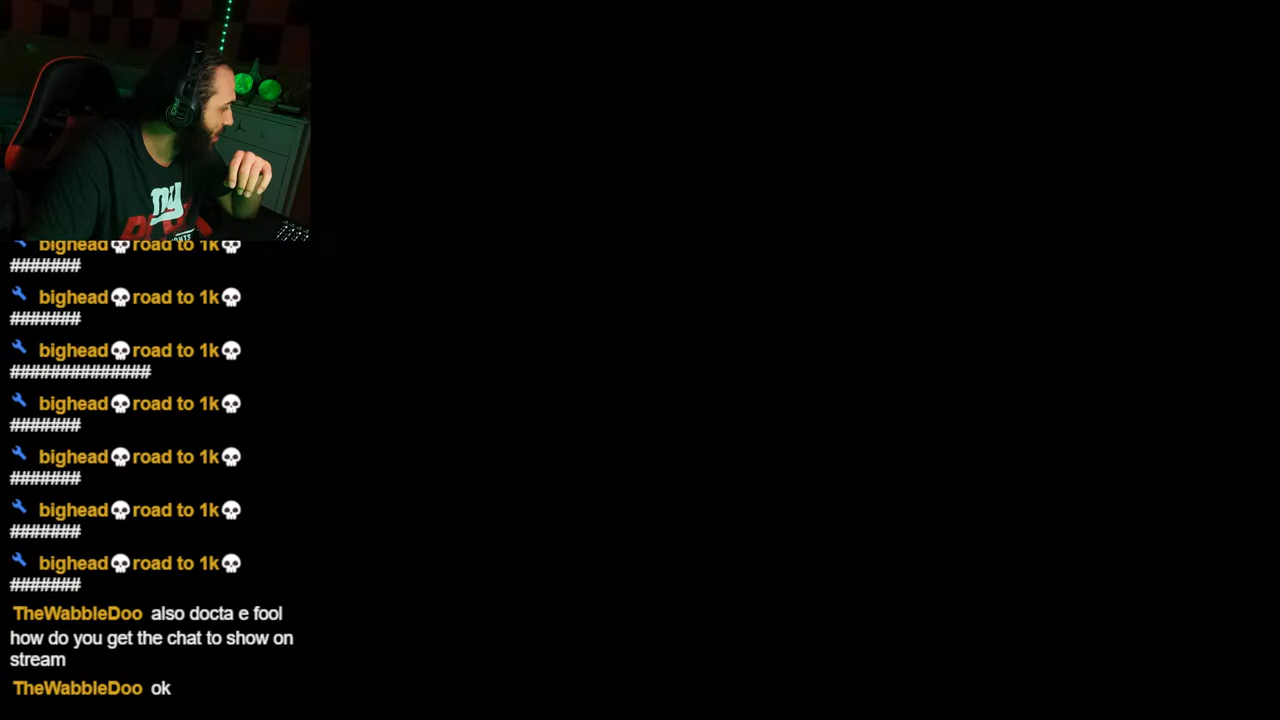 ny
bighead💀road to 1k💀
#######
bighead💀road to 1k💀
#######
bighead💀road to 1k💀
##############
bighead💀road to 1k💀
#######
bighead💀road to 1k💀
#######
bighead💀road to 1k💀
#######
bighead💀road to 1k💀
#######
TheWabbleDoo also docta e fool
how do you get the chat to show on
stream
TheWabbleDoo ok